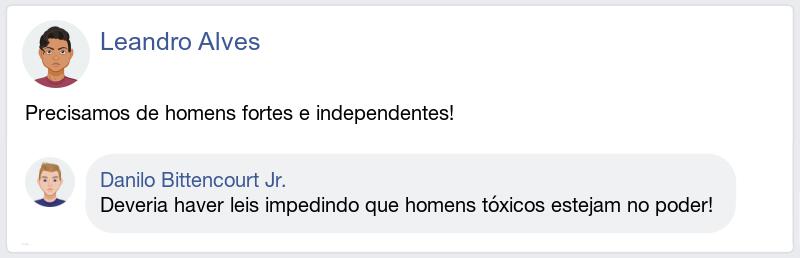 Leandro Alves
Precisamos de homens fortes e independentes!
Danilo Bittencourt Jr.
Deveria haver leis impedindo que homens tóxicos estejam no poder!